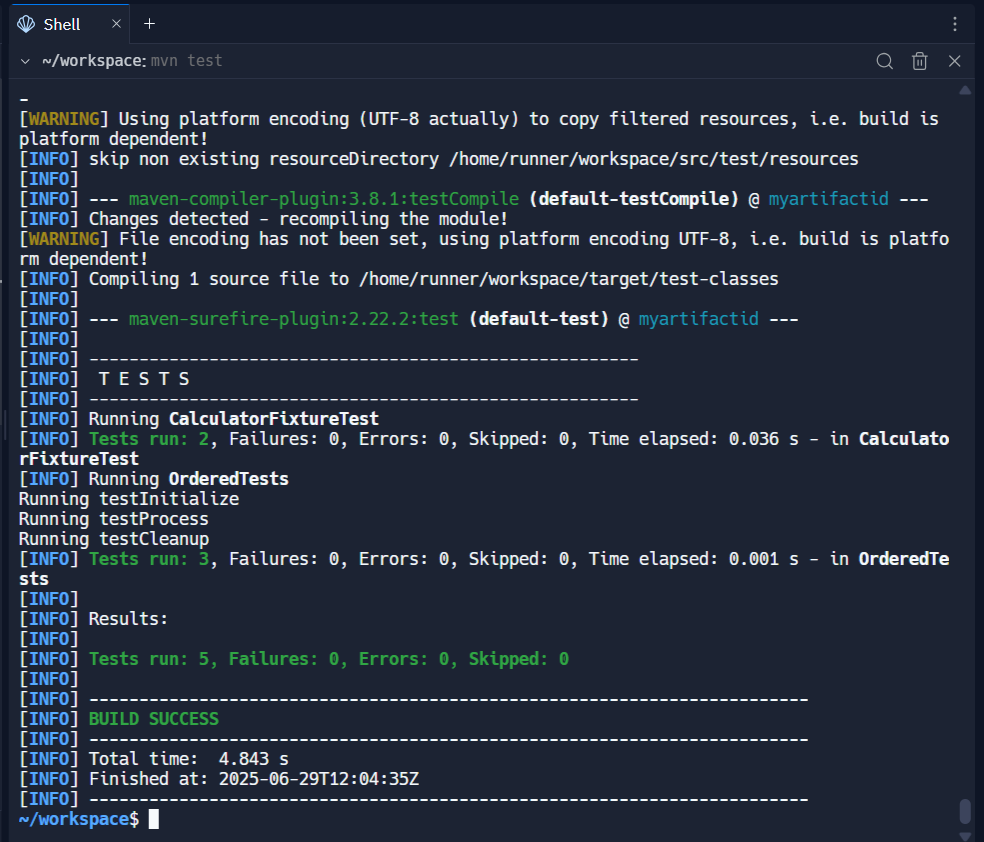 Shell
~/workspace: mvn test
-
[WARNING] Using platform encoding (UTF-8 actually) to copy filtered resources, i.e. build is
platform dependent!
[INFO] skip non existing resourceDirectory /home/runner/workspace/src/test/resources
[INFO]
[INFO] --- maven-compiler-plugin:3.8.1:testCompile (default-testCompile) @ myartifactid ---
[INFO] Changes detected - recompiling the module!
[WARNING] File encoding has not been set, using platform encoding UTF-8, i.e. build is platfo
rm dependent!
[INFO] Compiling 1 source file to /home/runner/workspace/target/test-classes
[INFO]
[INFO] --- maven-surefire-plugin:2.22.2:test (default-test) @ myartifactid ---
[INFO]
[INFO] -------------------------------------------------------
[INFO]  T E S T S
[INFO] -------------------------------------------------------
[INFO] Running CalculatorFixtureTest
[INFO] Tests run: 2, Failures: 0, Errors: 0, Skipped: 0, Time elapsed: 0.036 s - in Calculato
rFixtureTest
[INFO] Running OrderedTests
Running testInitialize
Running testProcess
Running testCleanup
[INFO] Tests run: 3, Failures: 0, Errors: 0, Skipped: 0, Time elapsed: 0.001 s - in OrderedTe
sts
[INFO]
[INFO] Results:
[INFO]
[INFO] Tests run: 5, Failures: 0, Errors: 0, Skipped: 0
[INFO]
[INFO] ------------------------------------------------------------------------
[INFO] BUILD SUCCESS
[INFO] ------------------------------------------------------------------------
[INFO] Total time:  4.843 s
[INFO] Finished at: 2025-06-29T12:04:35Z
[INFO] ------------------------------------------------------------------------
~/workspace$